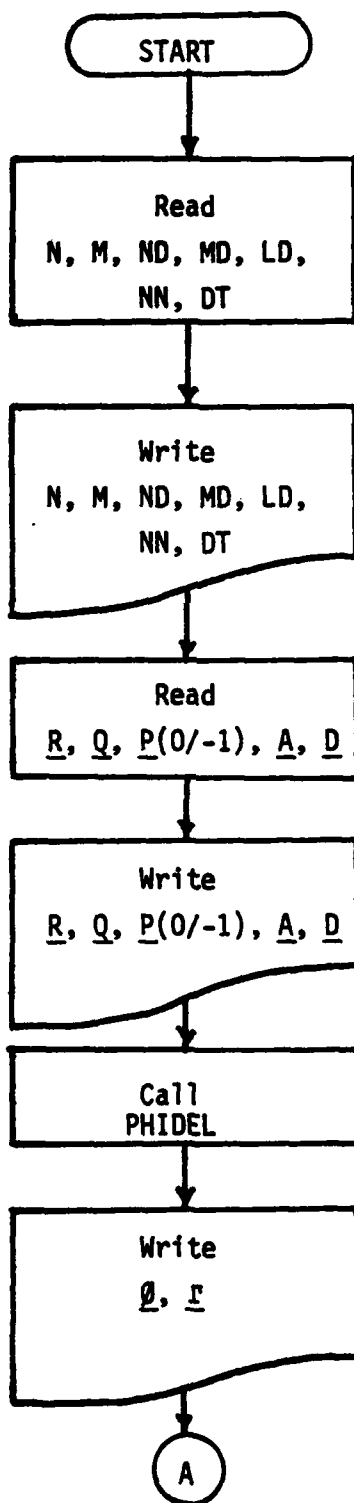 START
Read
N, M, ND, MD, LD,
NN, DT
Write
N, M, ND, MD, LD,
NN, DT
Read
R, Q, P(0/-1), A, D
Write
R, Q, P(0/-1), A, D
Call
PHIDEL
Write
Ø, Γ
A